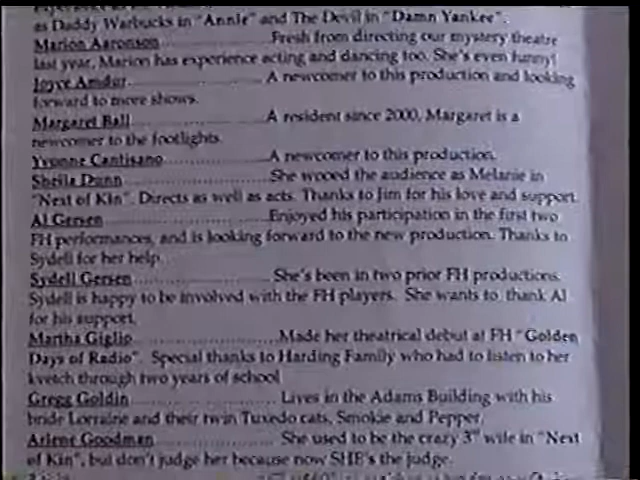 as Daddy Warbucks in "Annie" and The Devil in "Damn Yankee".
Marion Aaronson......................Fresh from directing our mystery theatre
last year, Marion has experience acting and dancing too. She's even funny!
Joyce Amdur......................A newcomer to this production and looking
forward to more shows.
Margaret Ball......................A resident since 2000, Margaret is a
newcomer to the footlights.
Yvonne Cantisano......................A newcomer to this production.
Sheila Dunn......................She wooed the audience as Melanie in
"Next of Kin". Directs as well as acts. Thanks to Jim for his love and support.
Al Gersen......................Enjoyed his participation in the first two
FH performances, and is looking forward to the new production. Thanks to
Sydell for her help.
Sydell Gersen......................She's been in two prior FH productions.
Sydell is happy to be involved with the FH players. She wants to thank Al
for his support.
Martha Giglio......................Made her theatrical debut at FH "Golden
Days of Radio". Special thanks to Harding Family who had to listen to her
kvetch through two years of school
Gregg Goldin......................Lives in the Adams Building with his
bride Lorraine and their twin Tuxedo cats, Smokie and Pepper.
Arlene Goodman......................She used to be the crazy 3rd wife in "Next
of Kin", but don't judge her because now SHE's the judge.